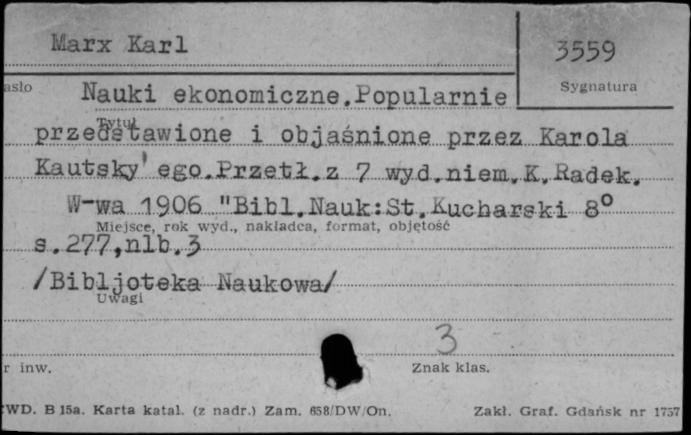 Marx Karl
3559
asło
Sygnatura
Nauki ekonomiczne.Popularnie
Tytuł
przedstawione i objaśnione przez Karola
Kautsky'ego.Przetł.z 7 wyd.niem.K.Radek.
W-wa 1906 "Bibl.Nauk:St.Kucharski 8°
Miejsce, rok wyd., nakładca, format, objętość
s.277,nlb.3
/Bibljoteka Naukowa/
Uwagi
3
r inw.
Znak klas.
WD. B 15a. Karta katal. (z nadr.) Zam. 658/DW/On.
Zakł. Graf. Gdańsk nr 1757